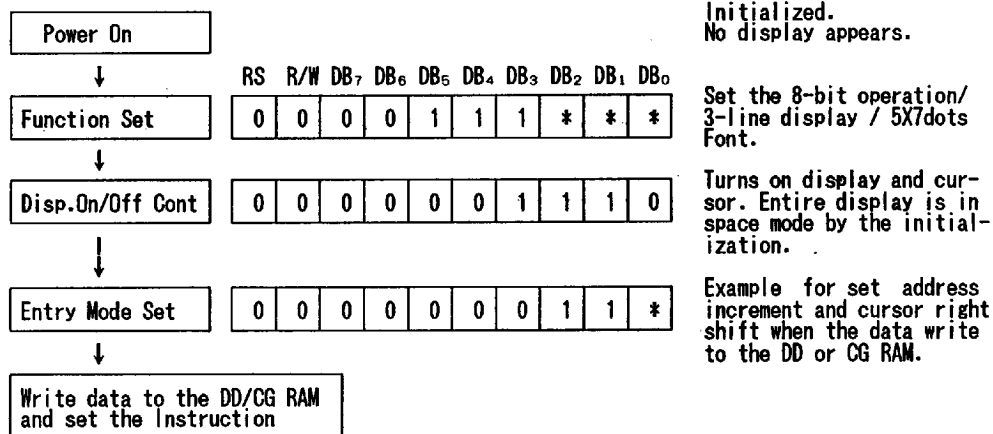 Initialized.
No display appears.
Power On
RS R/W DB₇ DB₆ DB₅ DB₄ DB₃ DB₂ DB₁ DB₀
Function Set 0 0 0 0 1 1 1 * * *
Set the 8-bit operation/
3-line display / 5X7dots
Font.
Disp.On/Off Cont 0 0 0 0 0 0 1 1 1 0
Turns on display and cur-
sor. Entire display is in
space mode by the initial-
ization.
Entry Mode Set 0 0 0 0 0 0 0 1 1 *
Example for set address
increment and cursor right
shift when the data write
to the DD or CG RAM.
Write data to the DD/CG RAM
and set the Instruction